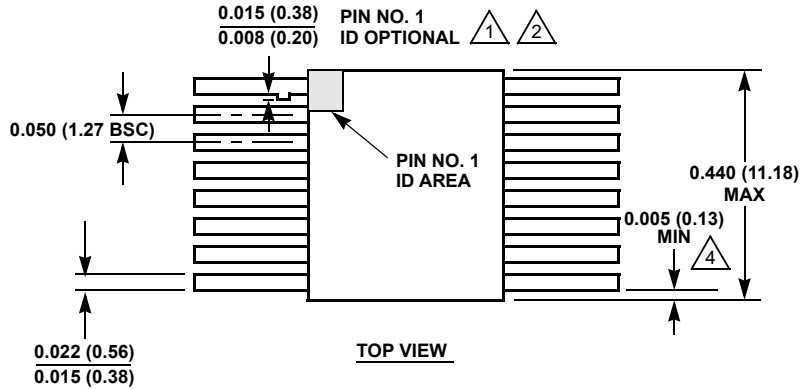 0.015 (0.38)
0.008 (0.20)
PIN NO. 1
ID OPTIONAL
1
2
0.050 (1.27 BSC)
PIN NO. 1
ID AREA
0.440 (11.18)
MAX
0.005 (0.13)
MIN
4
0.022 (0.56)
0.015 (0.38)
TOP VIEW